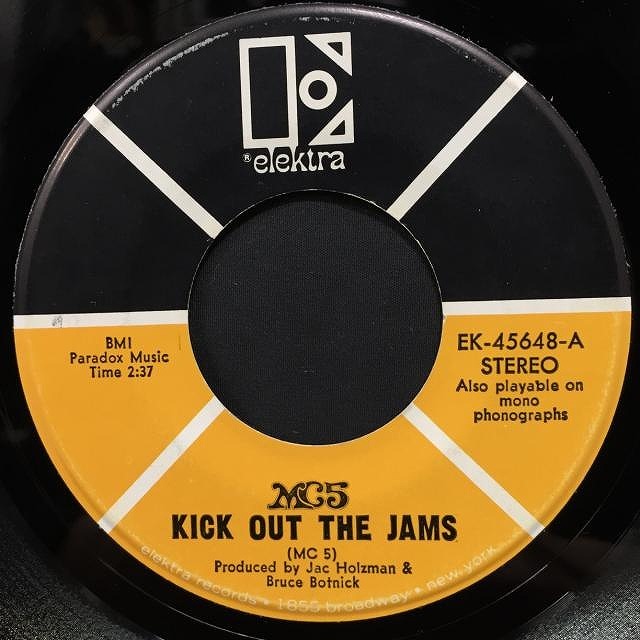 ® elektra
BMI
Paradox Music
Time 2:37
EK-45648-A
STEREO
Also playable on
mono
phonographs
MC5
KICK OUT THE JAMS
(MC 5)
Produced by Jac Holzman &
Bruce Botnick
elektra records • 1855 broadway • new york